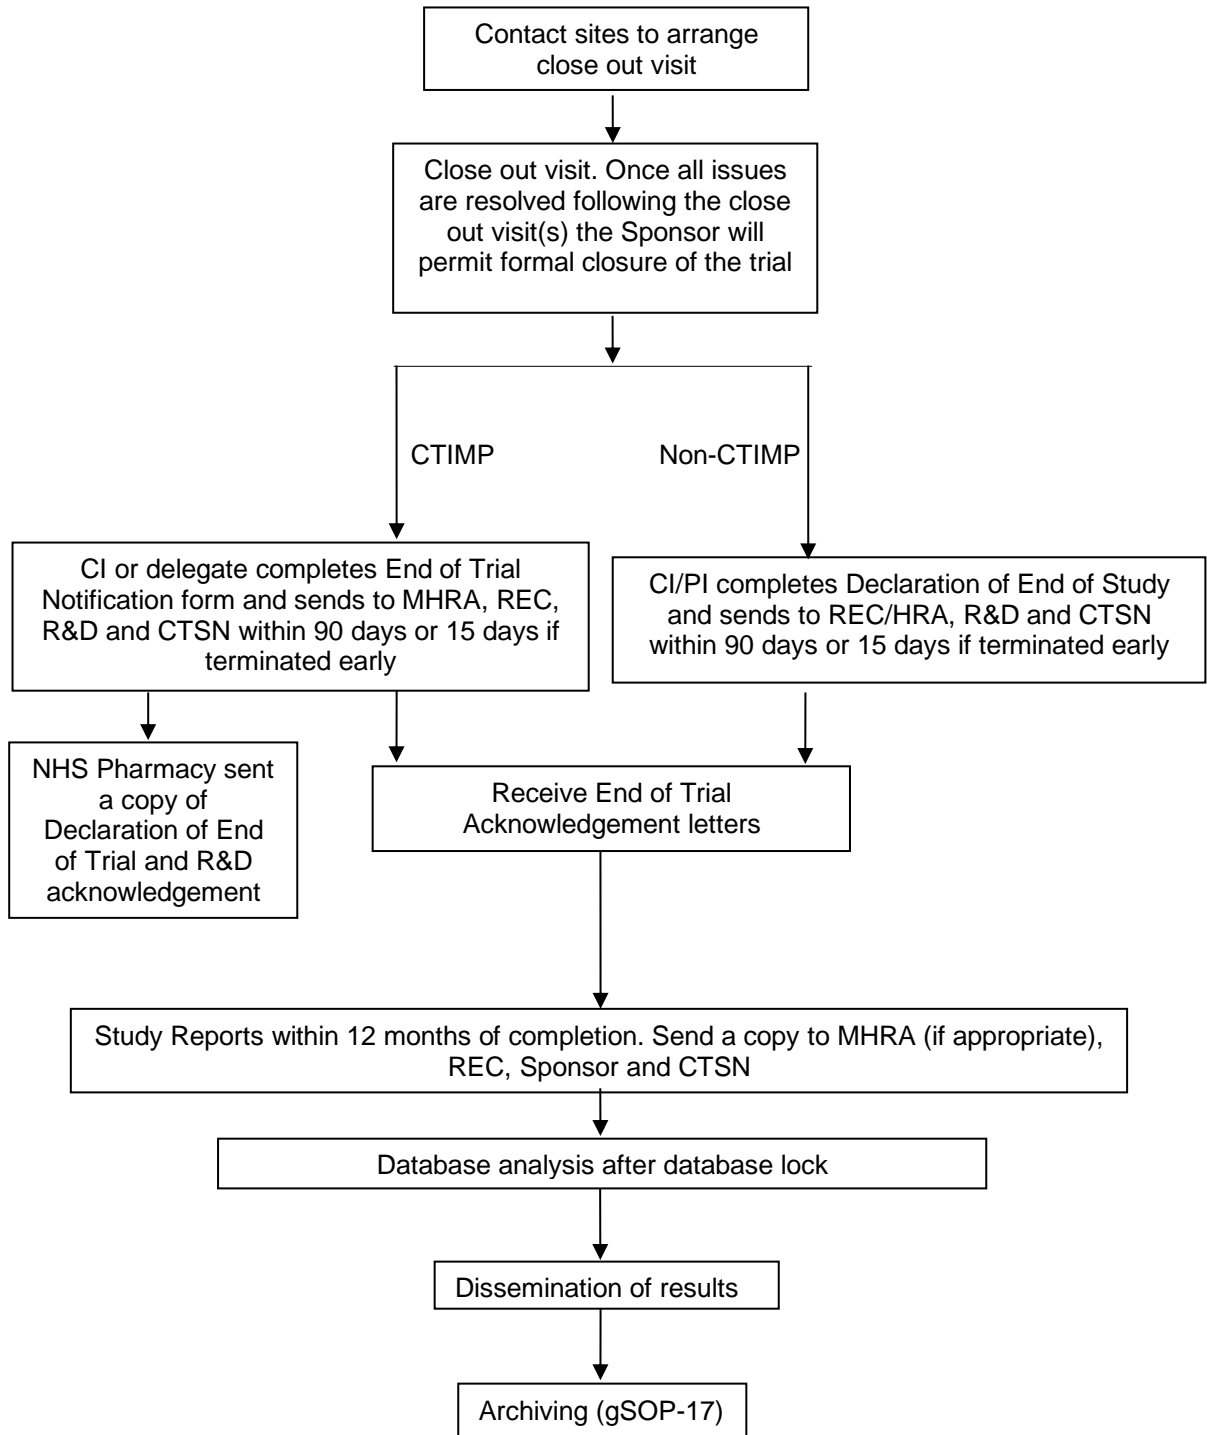 Contact sites to arrange
close out visit
Close out visit. Once all issues
are resolved following the close
out visit(s) the Sponsor will
permit formal closure of the trial
CTIMP
Non-CTIMP
CI or delegate completes End of Trial
Notification form and sends to MHRA, REC,
R&D and CTSN within 90 days or 15 days if
terminated early
CI/PI completes Declaration of End of Study
and sends to REC/HRA, R&D and CTSN
within 90 days or 15 days if terminated early
NHS Pharmacy sent
a copy of
Declaration of End
of Trial and R&D
acknowledgement
Receive End of Trial
Acknowledgement letters
Study Reports within 12 months of completion. Send a copy to MHRA (if appropriate),
REC, Sponsor and CTSN
Database analysis after database lock
Dissemination of results
Archiving (gSOP-17)